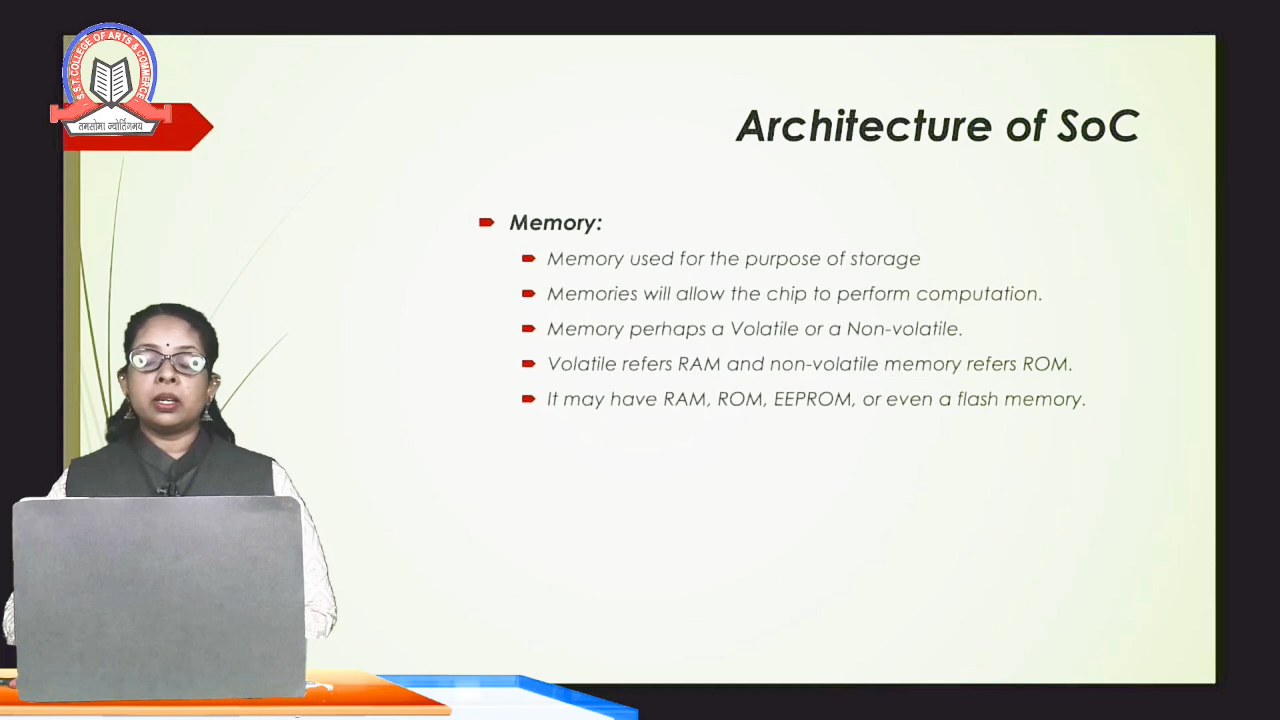 S.S.T. COLLEGE OF ARTS & COMMERCE
तमसोमा ज्योर्तिगमय
Architecture of SoC
Memory:
Memory used for the purpose of storage
Memories will allow the chip to perform computation.
Memory perhaps a Volatile or a Non-volatile.
Volatile refers RAM and non-volatile memory refers ROM.
It may have RAM, ROM, EEPROM, or even a flash memory.